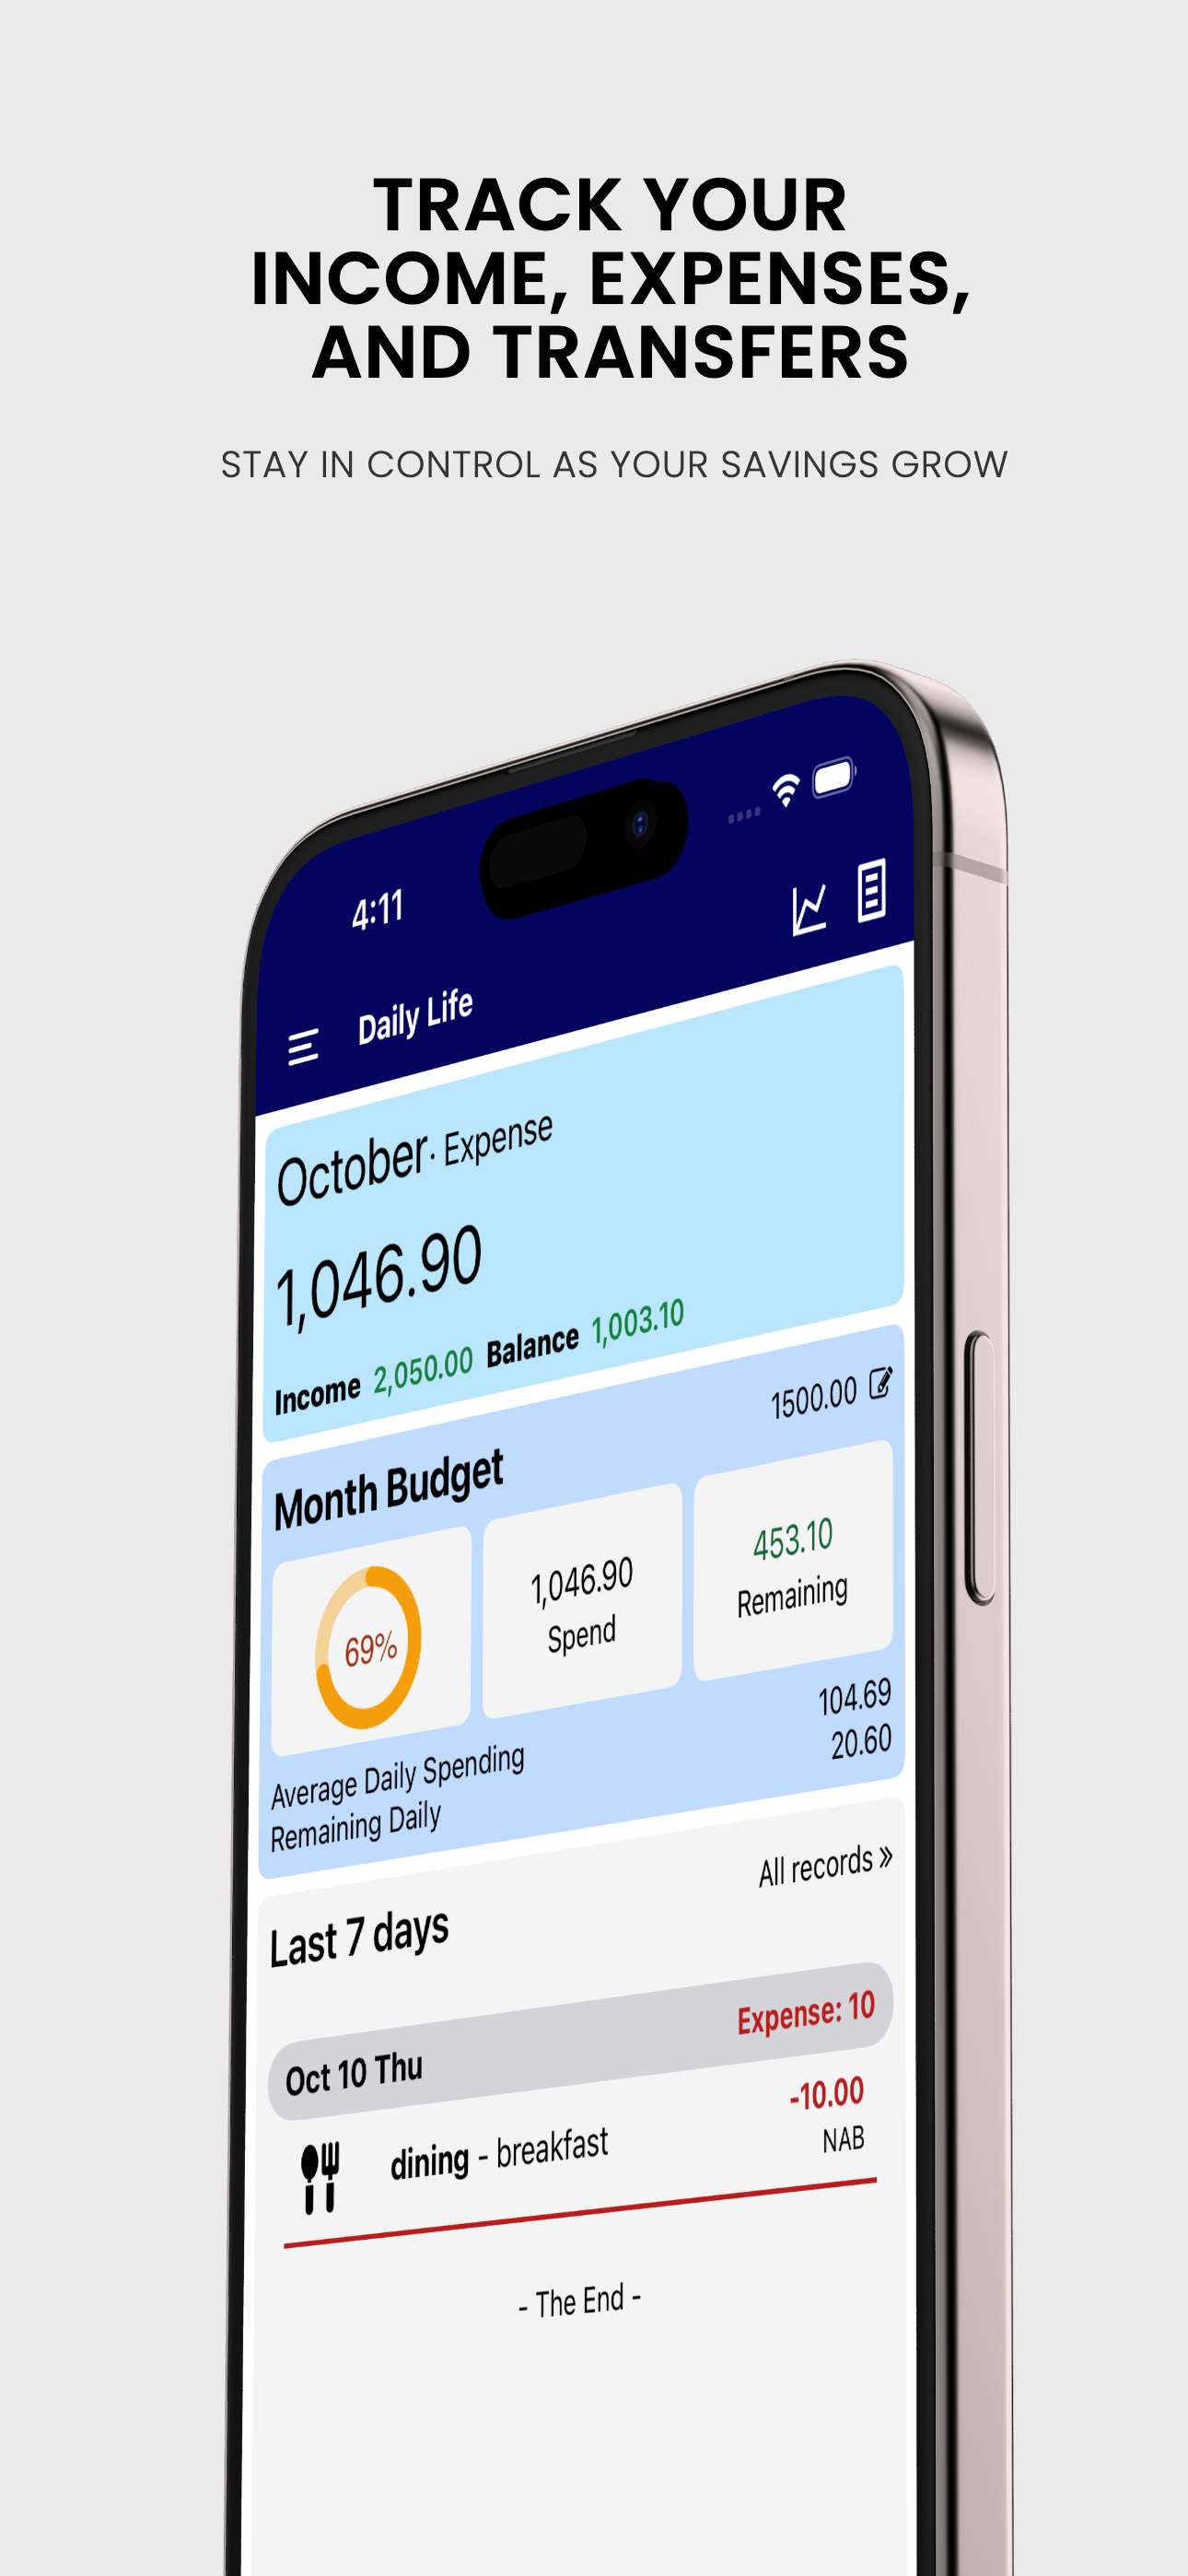 TRACK YOUR
INCOME, EXPENSES,
AND TRANSFERS
STAY IN CONTROL AS YOUR SAVINGS GROW
4:11
Daily Life
October· Expense
1,046.90
Income 2,050.00 Balance 1,003.10
Month Budget 1500.00
69%
1,046.90
Spend
453.10
Remaining
Average Daily Spending 104.69
Remaining Daily 20.60
Last 7 days All records »
Oct 10 Thu Expense: 10
dining - breakfast -10.00
NAB
- The End -